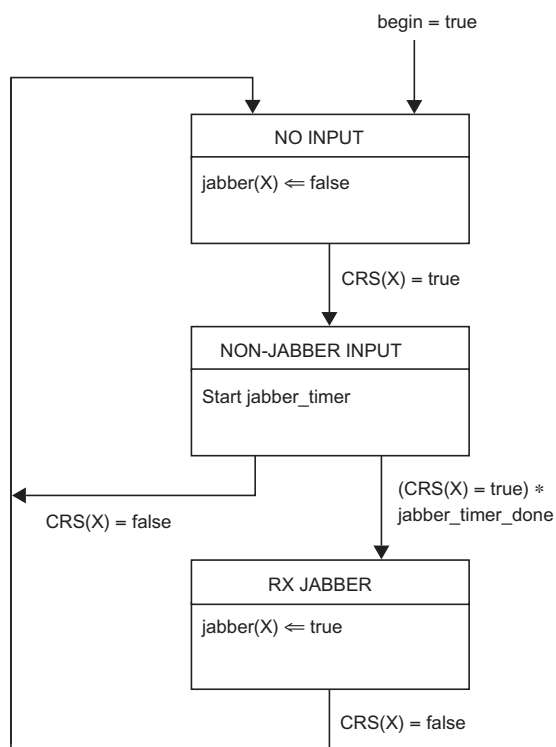 begin = true
NO INPUT
jabber(X) ⇐ false
CRS(X) = true
NON-JABBER INPUT
Start jabber_timer
(CRS(X) = true) *
jabber_timer_done
CRS(X) = false
RX JABBER
jabber(X) ⇐ true
CRS(X) = false